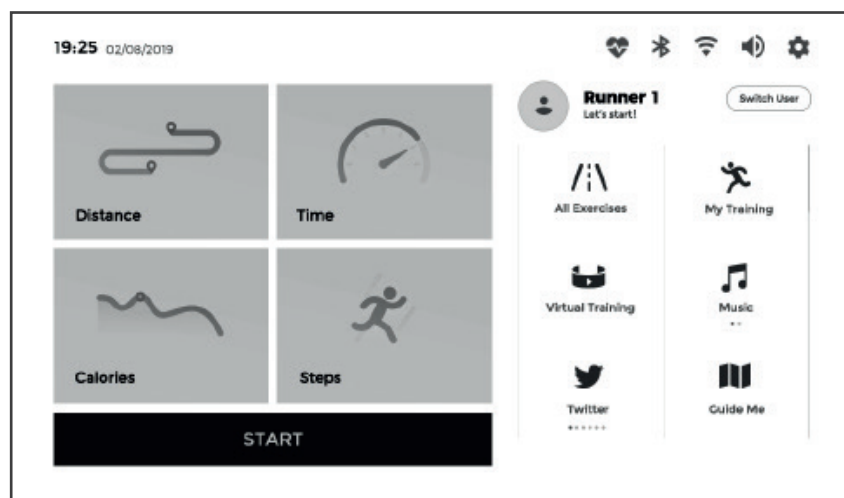 19:25 02/08/2019
Runner 1
Let's start!
Switch User
Distance
Time
Calories
Steps
START
All Exercises
My Training
Virtual Training
Music
Twitter
Guide Me